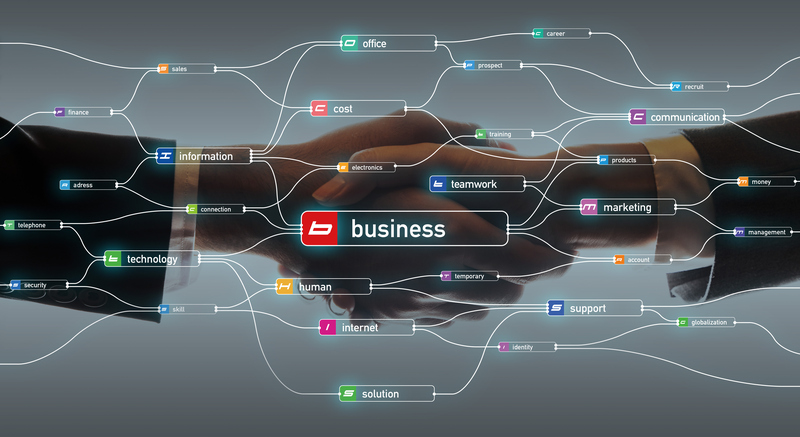 C career
O office
P prospect
S sales
R recruit
C cost
F finance
C communication
t training
I information
P products
E electronics
t teamwork
m money
A adress
m marketing
C connection
T telephone
b business
m management
t technology
A account
T temporary
S security
H human
S support
S skill
G globalization
I internet
I identity
S solution